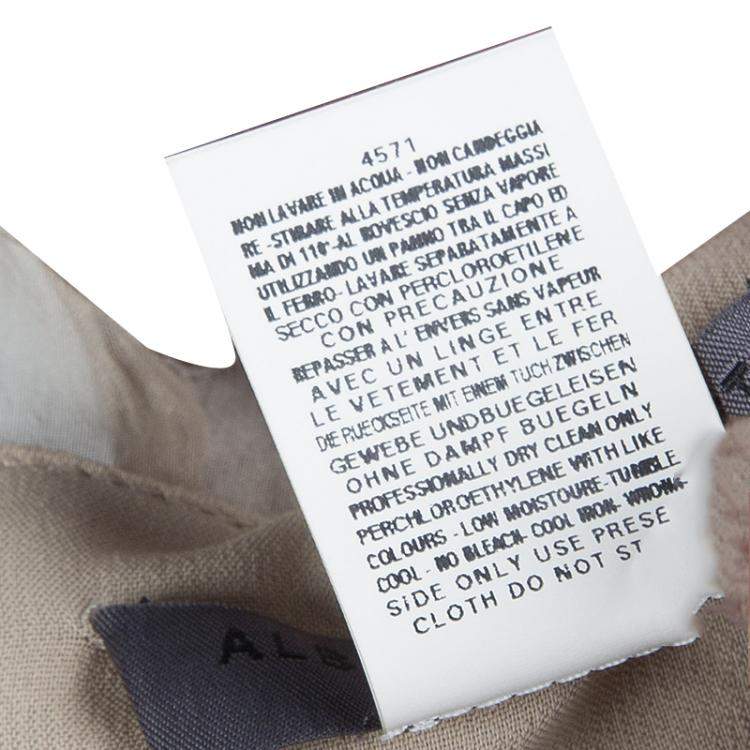 4571
NON LAVARE IN ACQUA - NON CANDEGGIA
RE - STIRARE ALLA TEMPERATURA MASSI
MA DI 110°-AL ROVESCIO SENZA VAPORE
UTILIZZANDO UN PANNO TRA IL CAPO ED
IL FERRO- LAVARE SEPARATAMENTE A
SECCO CON PERCLOROETILENE
CON PRECAUZIONE
REPASSER A L' ENVERS SANS VAPEUR
AVEC UN LINGE ENTRE
LE VETEMENT ET LE FER
DIE RUECKSEITE MIT EINEM TUCH ZWISCHEN
GEWEBE UNDBUEGELEISEN
OHNE DAMPF BUEGELN
PROFESSIONALLY DRY CLEAN ONLY
PERCHLOROETHYLENE WITH LIKE
COLOURS - LOW MOISTOURE-TUMBLE
COOL - NO BLEACH- COOL IRON- WRONG
SIDE ONLY USE PRESE
CLOTH DO NOT ST
ALB